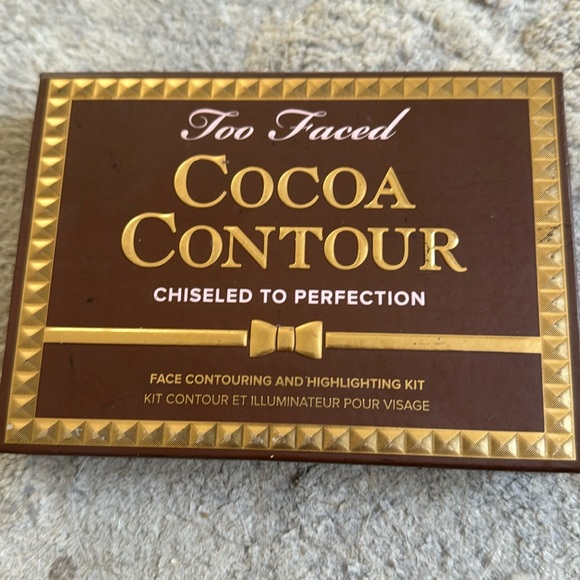 Too Faced
COCOA
CONTOUR
CHISELED TO PERFECTION
FACE CONTOURING AND HIGHLIGHTING KIT
KIT CONTOUR ET ILLUMINATEUR POUR VISAGE